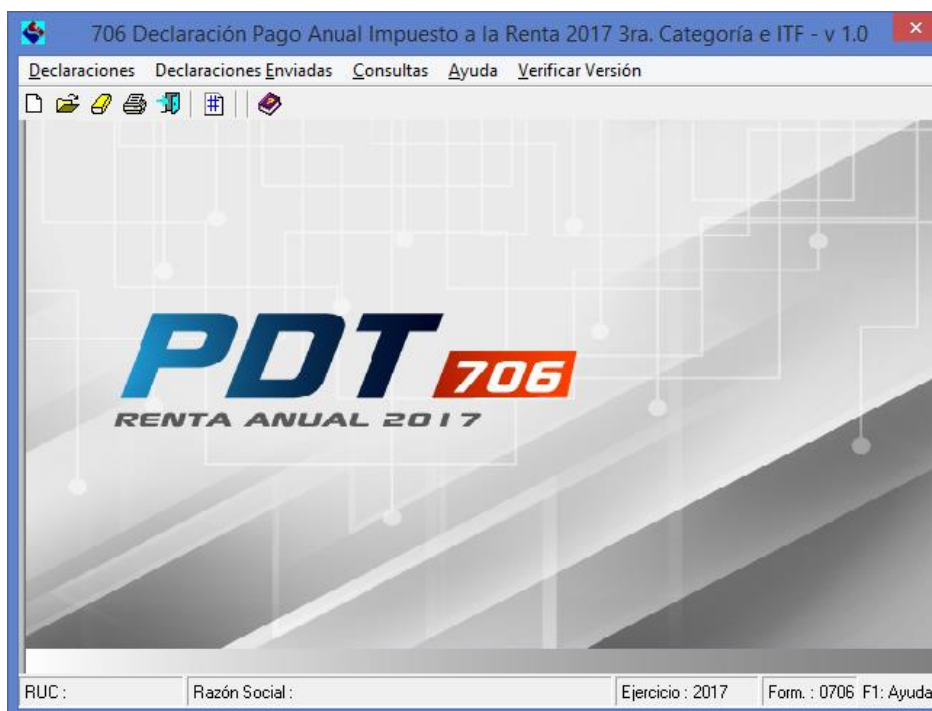 706 Declaración Pago Anual Impuesto a la Renta 2017 3ra. Categoría e ITF - v 1.0
Declaraciones Declaraciones Enviadas Consultas Ayuda Verificar Versión
PDT 706
RENTA ANUAL 2017
RUC : Razón Social : Ejercicio : 2017 Form. : 0706 F1: Ayuda